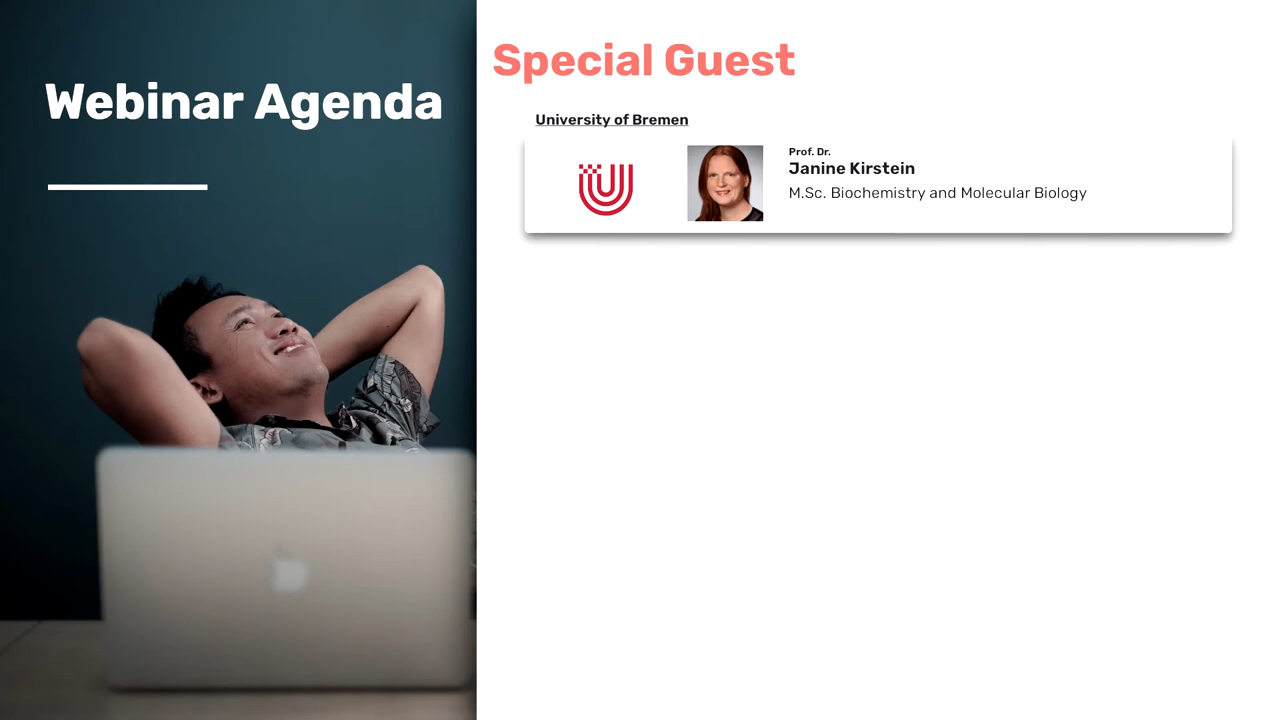 Webinar Agenda
Special Guest
University of Bremen
Prof. Dr.
Janine Kirstein
M.Sc. Biochemistry and Molecular Biology